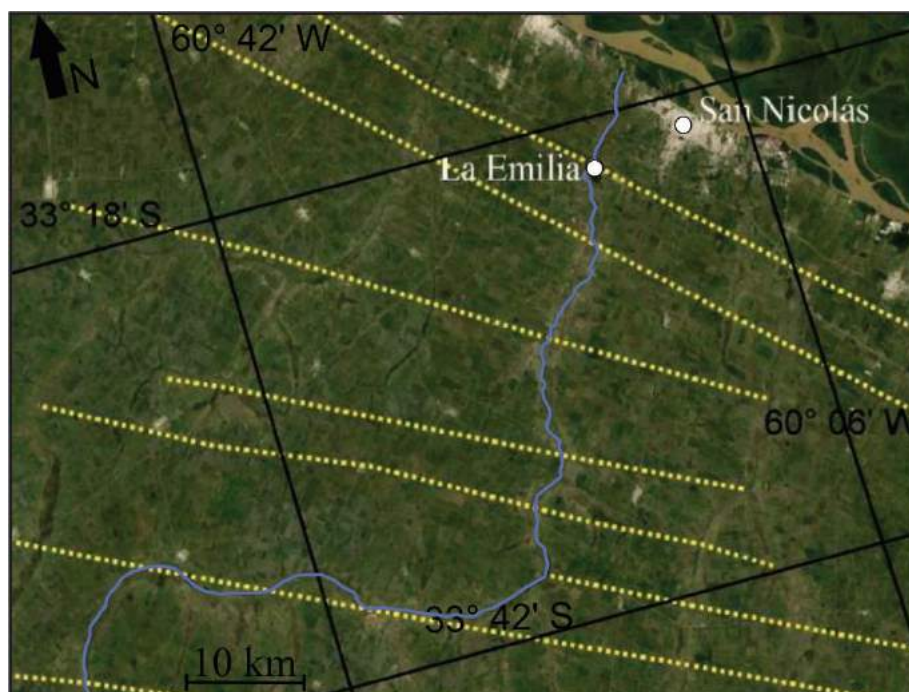 60° 42' W
N
San Nicolás
La Emilia
33° 18' S
60° 06' W
33° 42' S
10 km